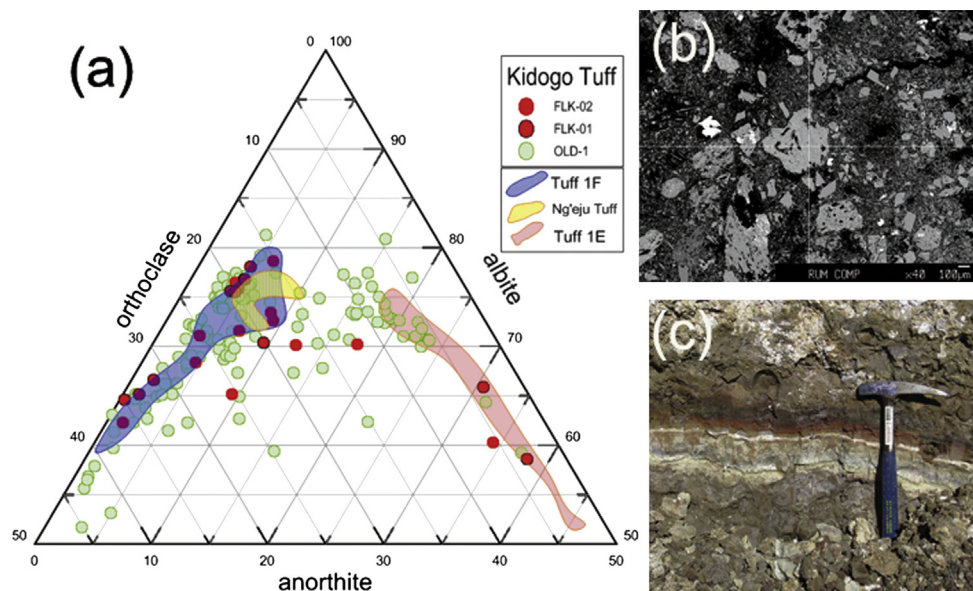 (a)
0 100
10 90
20 80
30 70
40 60
50 50
0 10 20 30 40 50
orthoclase
albite
anorthite
Kidogo Tuff
FLK-02
FLK-01
OLD-1
Tuff 1F
Ng'eju Tuff
Tuff 1E
(b)
RUM COMP ×40 100µm
(c)